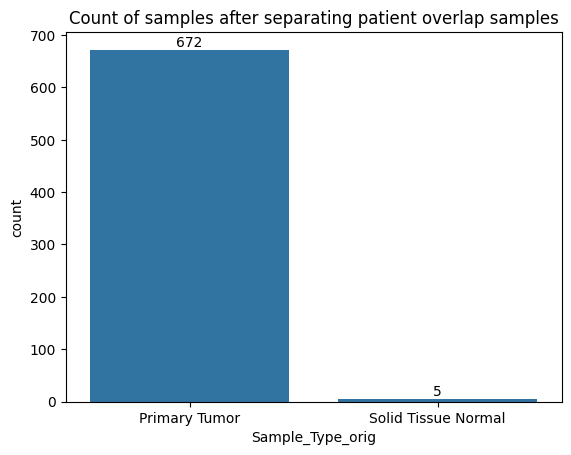 Count of samples after separating patient overlap samples
700
600
500
400
300
200
100
0
count
672
5
Primary Tumor
Solid Tissue Normal
Sample_Type_orig